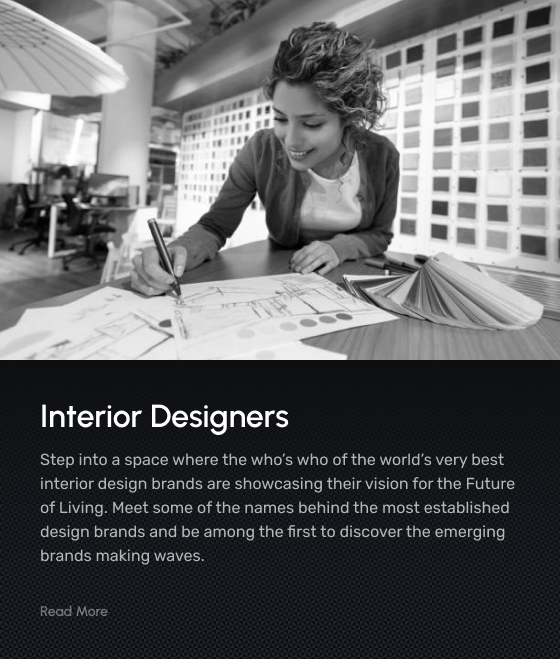 Interior Designers
Step into a space where the who’s who of the world’s very best
interior design brands are showcasing their vision for the Future
of Living. Meet some of the names behind the most established
design brands and be among the first to discover the emerging
brands making waves.
Read More